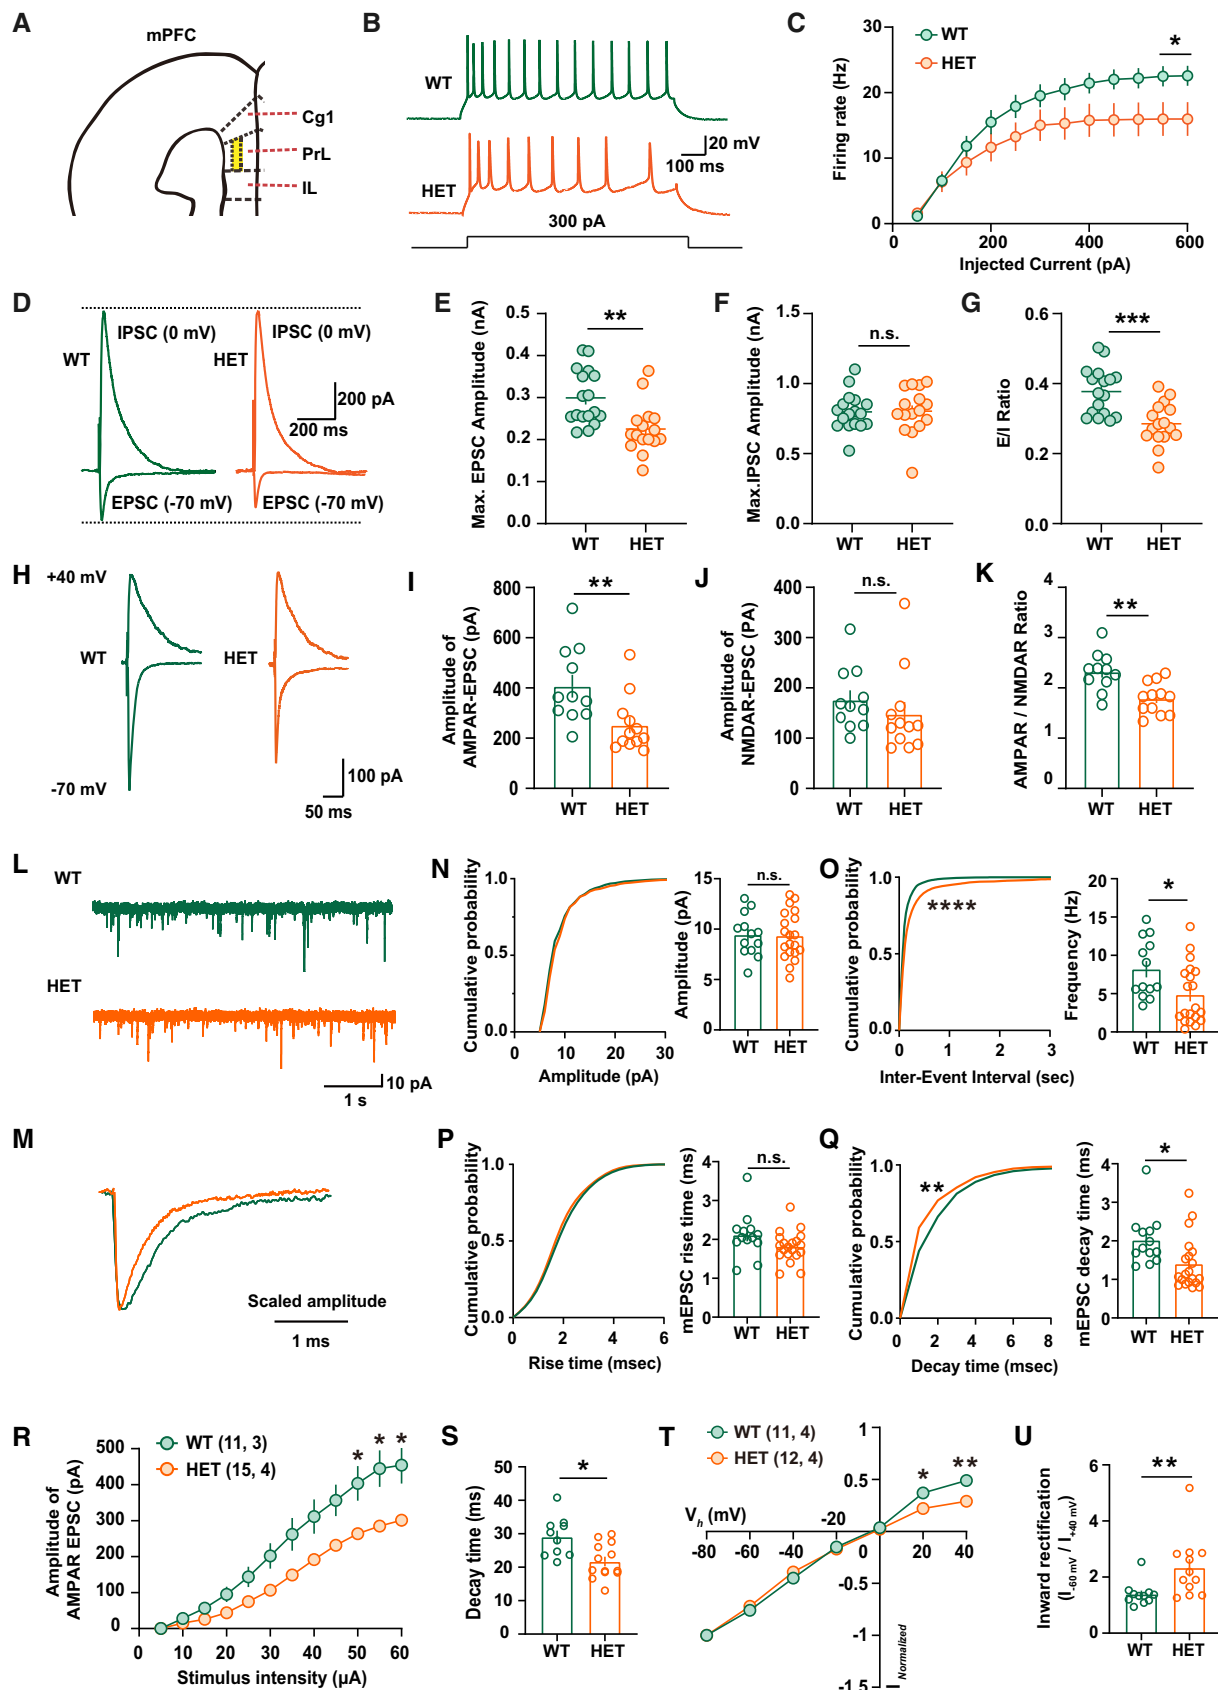 A
mPFC
Cg1
PrL
IL
B
WT
HET
20 mV
100 ms
300 pA
C
WT
HET
*
Firing rate (Hz)
30
20
10
0
0
200
400
600
Injected Current (pA)
D
IPSC (0 mV)
IPSC (0 mV)
WT
HET
200 pA
200 ms
EPSC (-70 mV)
EPSC (-70 mV)
E
Max. EPSC Amplitude (nA)
0.5
0.4
0.3
0.2
0.1
0.0
**
WT
HET
F
Max.IPSC Amplitude (nA)
1.5
1.0
0.5
0.0
n.s.
WT
HET
G
E/I Ratio
0.6
0.4
0.2
0.0
***
WT
HET
H
+40 mV
WT
HET
-70 mV
100 pA
50 ms
I
Amplitude of
AMPAR-EPSC (pA)
800
600
400
200
0
**
WT
HET
J
Amplitude of
NMDAR-EPSC (PA)
400
300
200
100
0
n.s.
WT
HET
K
AMPAR / NMDAR Ratio
4
3
2
1
0
**
WT
HET
L
WT
HET
10 pA
1 s
M
Scaled amplitude
1 ms
N
Cumulative probability
1.0
0.5
0.0
0
10
20
30
Amplitude (pA)
Amplitude (pA)
15
10
5
0
n.s.
WT
HET
O
Cumulative probability
1.0
0.5
0.0
****
0
1
2
3
Inter-Event Interval (sec)
Frequency (Hz)
20
15
10
5
0
*
WT
HET
P
Cumulative probability
1.0
0.5
0.0
0
2
4
6
Rise time (msec)
mEPSC rise time (ms)
4
3
2
1
0
n.s.
WT
HET
Q
Cumulative probability
1.0
0.5
0.0
**
0
2
4
6
8
Decay time (msec)
mEPSC decay time (ms)
4
3
2
1
0
*
WT
HET
R
WT (11, 3)
HET (15, 4)
* * *
Amplitude of
AMPAR EPSC (pA)
500
400
300
200
100
0
0
10
20
30
40
50
60
Stimulus intensity (µA)
S
Decay time (ms)
50
40
30
20
10
0
*
WT
HET
T
WT (11, 4)
HET (12, 4)
1
0.5
* **
Vh (mV)
-20
-80
-60
-40
0
20
40
-0.5
-1
-1.5
I Normalized
U
Inward rectification
(I-60 mV / I+40 mV)
6
4
2
0
**
WT
HET